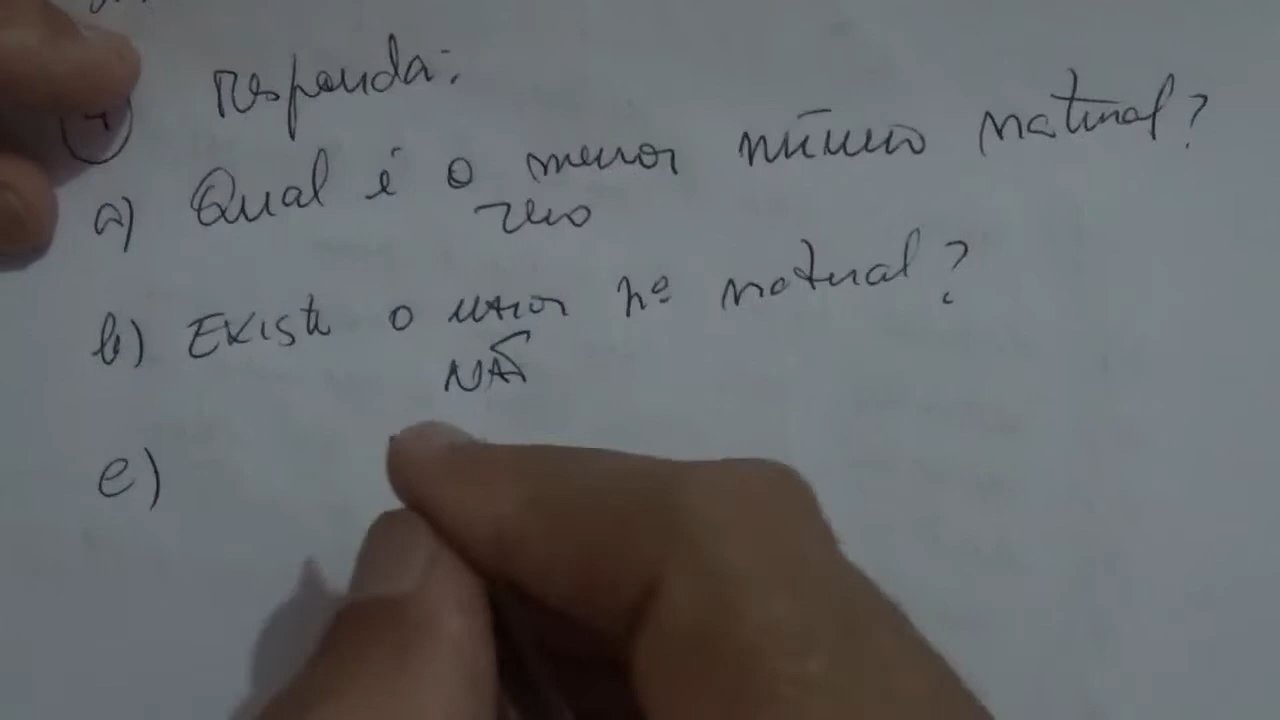 Responda:
a) Qual é o menor número natural?
zero
b) Existe o maior nº natural?
NÃO
c)